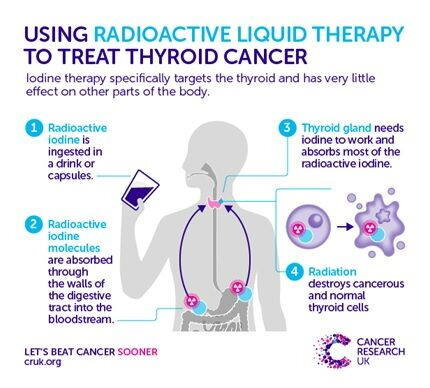 USING RADIOACTIVE LIQUID THERAPY
TO TREAT THYROID CANCER
Iodine therapy specifically targets the thyroid and has very little
effect on other parts of the body.
1 Radioactive
iodine is
ingested in
a drink or
capsules.
2 Radioactive
iodine
molecules
are absorbed
through
the walls of
the digestive
tract into the
bloodstream.
3 Thyroid gland needs
iodine to work and
absorbs most of the
radioactive iodine.
4 Radiation
destroys cancerous
and normal
thyroid cells
LET'S BEAT CANCER SOONER
cruk.org
CANCER
RESEARCH
UK